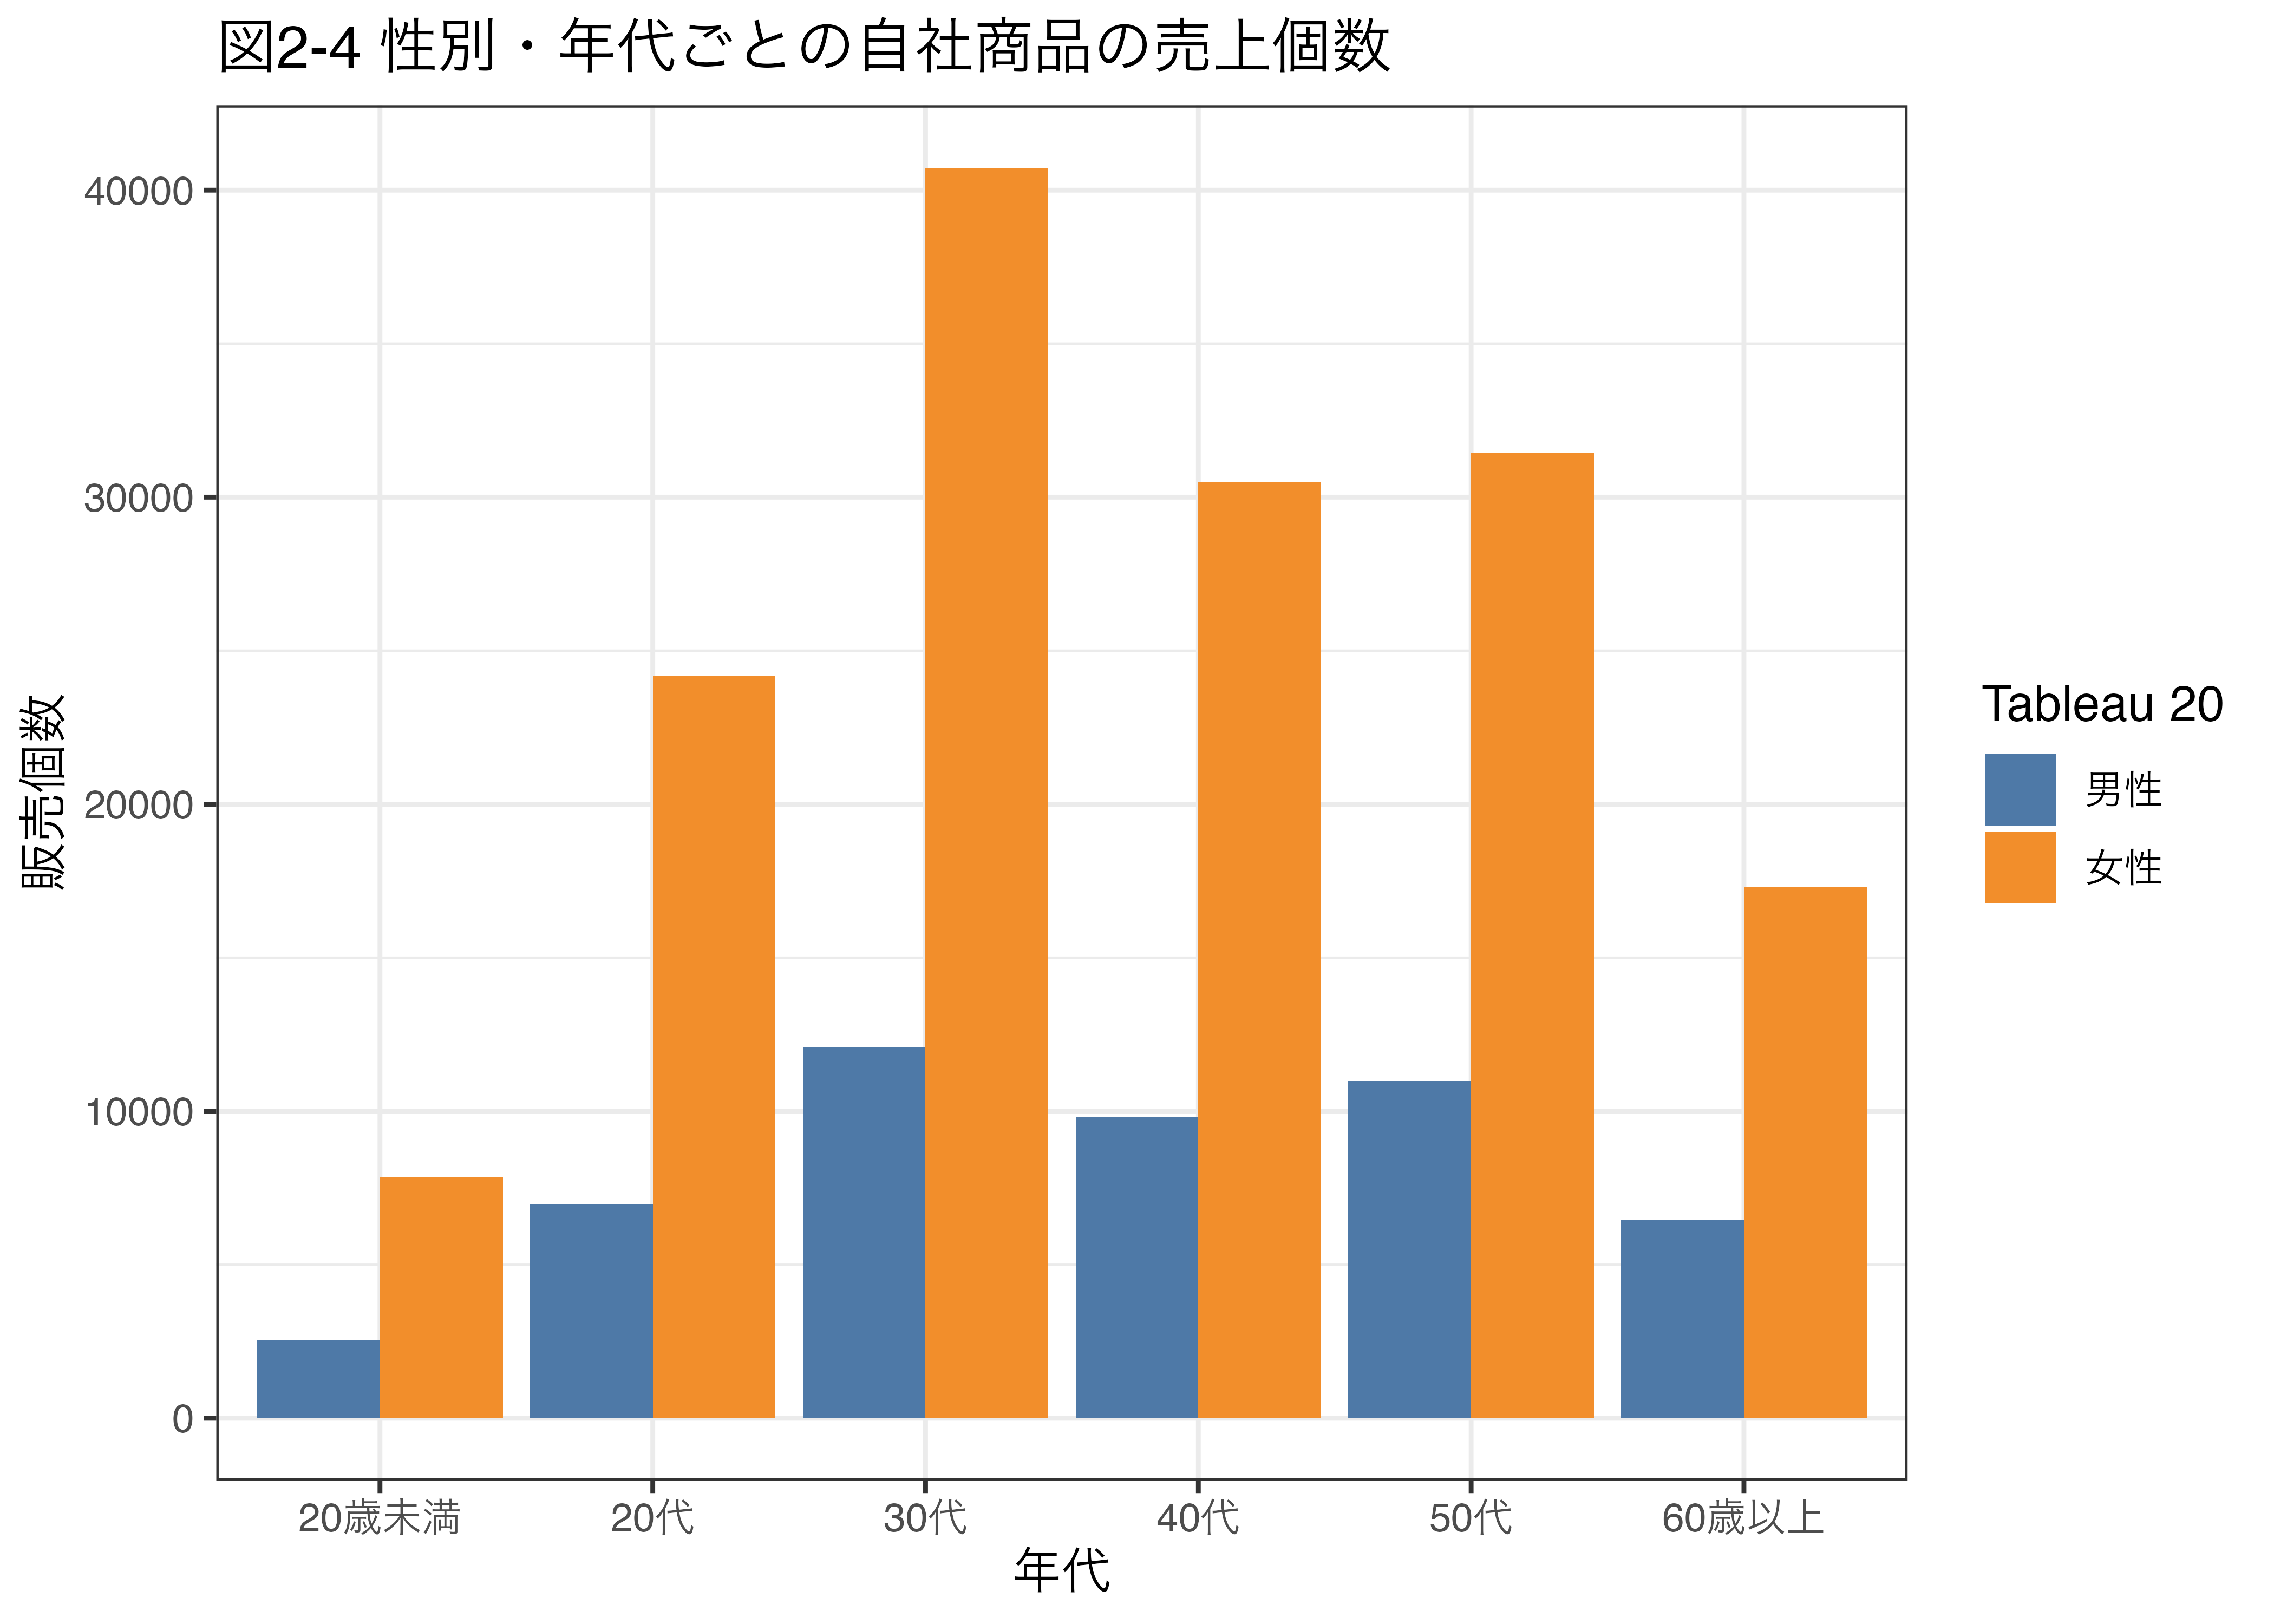 図2-4 性別・年代ごとの自社商品の売上個数
販売個数
40000
30000
20000
10000
0
20歳未満 20代 30代 40代 50代 60歳以上
年代
Tableau 20
男性
女性